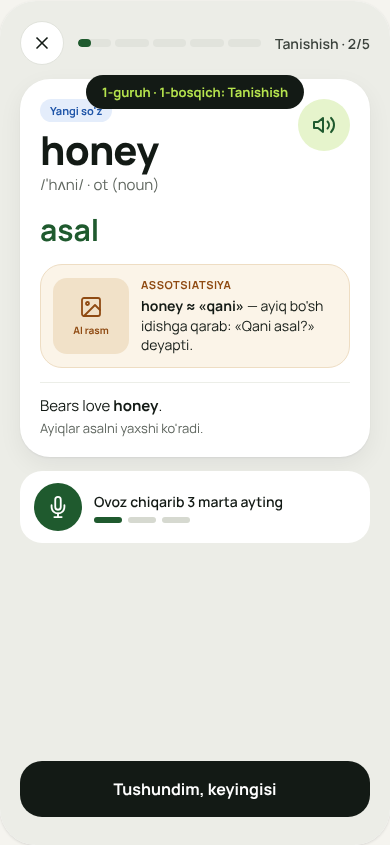 Tanishish · 2/5
1-guruh · 1-bosqich: Tanishish
Yangi so'z
honey
/ˈhʌni/ · ot (noun)
asal
AI rasm
ASSOTSIATSIYA
honey ≈ «qani» — ayiq bo'sh
idishga qarab: «Qani asal?»
deyapti.
Bears love honey.
Ayiqlar asalni yaxshi ko'radi.
Ovoz chiqarib 3 marta ayting
Tushundim, keyingisi